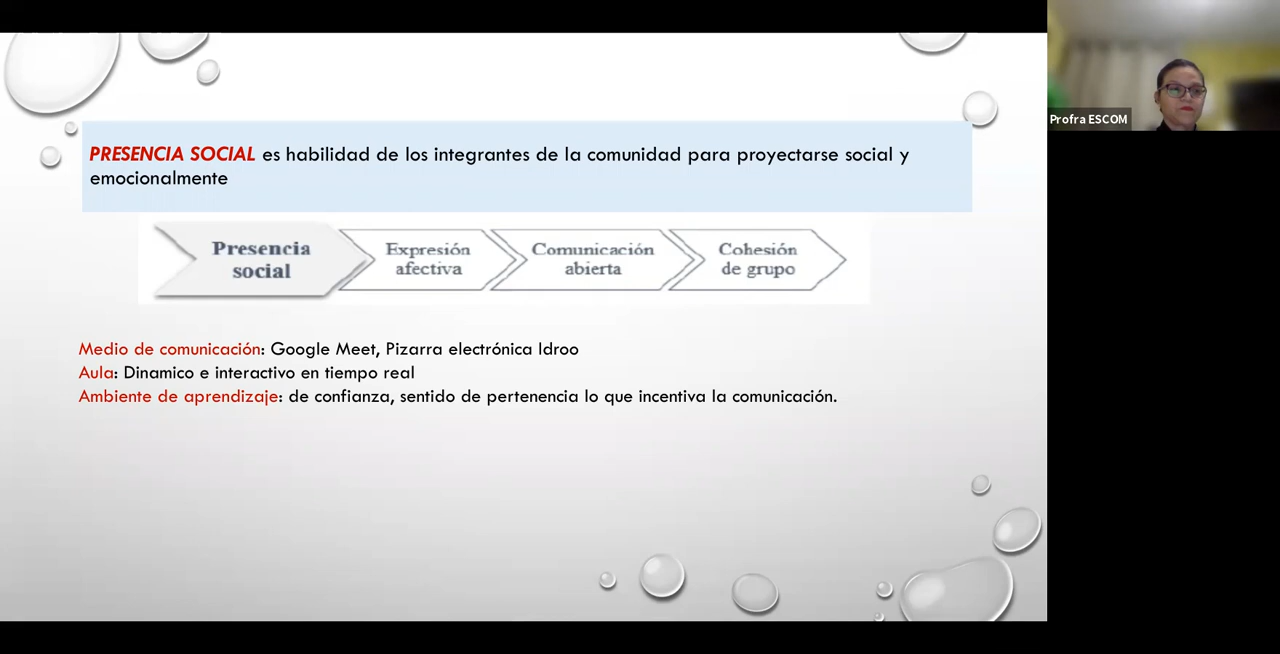 PRESENCIA SOCIAL es habilidad de los integrantes de la comunidad para proyectarse social y
emocionalmente
Presencia
social
Expresión
afectiva
Comunicación
abierta
Cohesión
de grupo
Medio de comunicación: Google Meet, Pizarra electrónica Idroo
Aula: Dinamico e interactivo en tiempo real
Ambiente de aprendizaje: de confianza, sentido de pertenencia lo que incentiva la comunicación.
Profra ESCOM